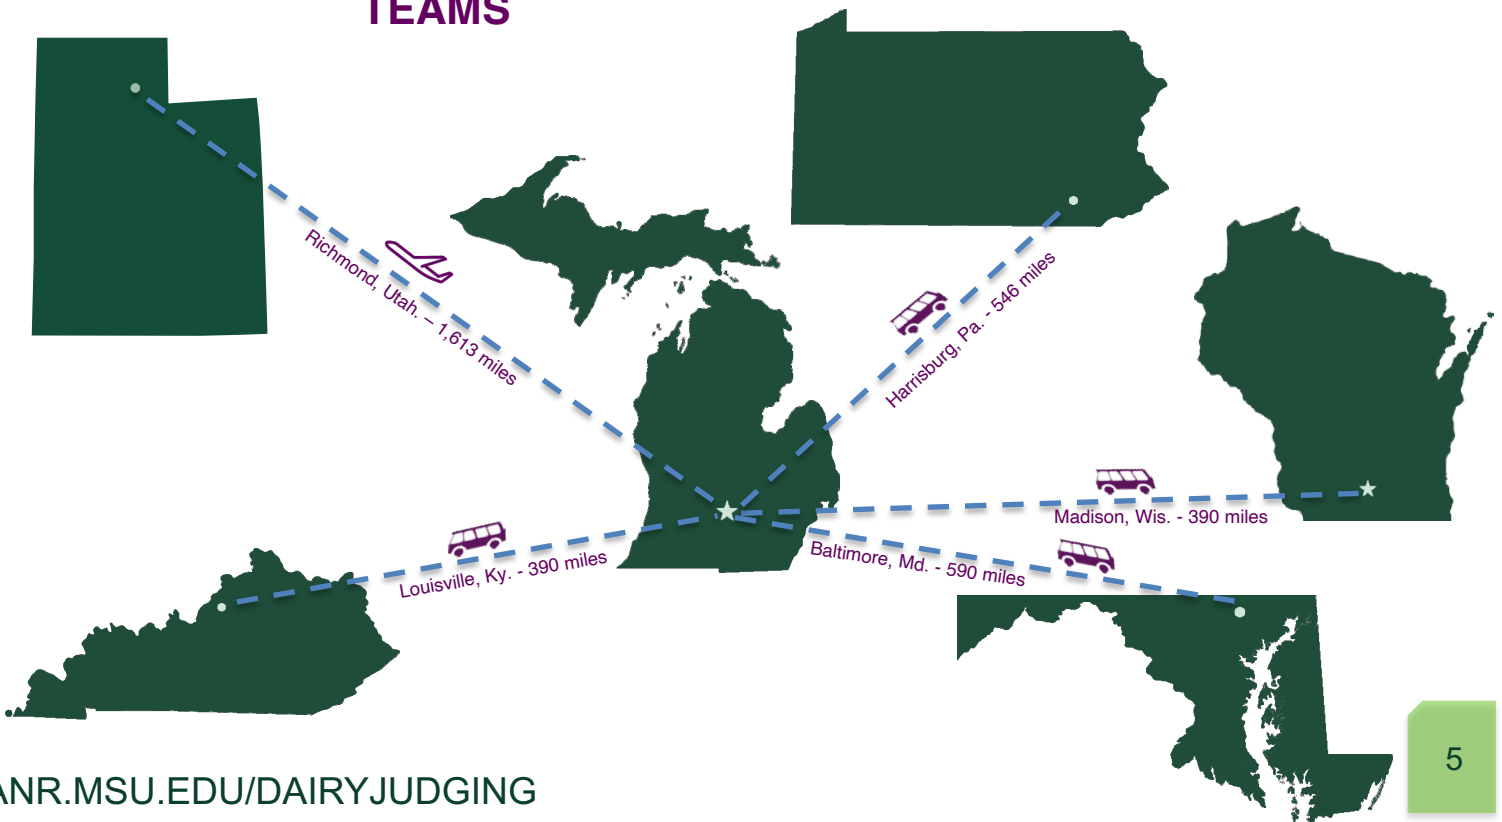 TEAMS
Richmond, Utah. – 1,613 miles
Harrisburg, Pa. - 546 miles
Madison, Wis. - 390 miles
Baltimore, Md. - 590 miles
Louisville, Ky. - 390 miles
ANR.MSU.EDU/DAIRYJUDGING
5